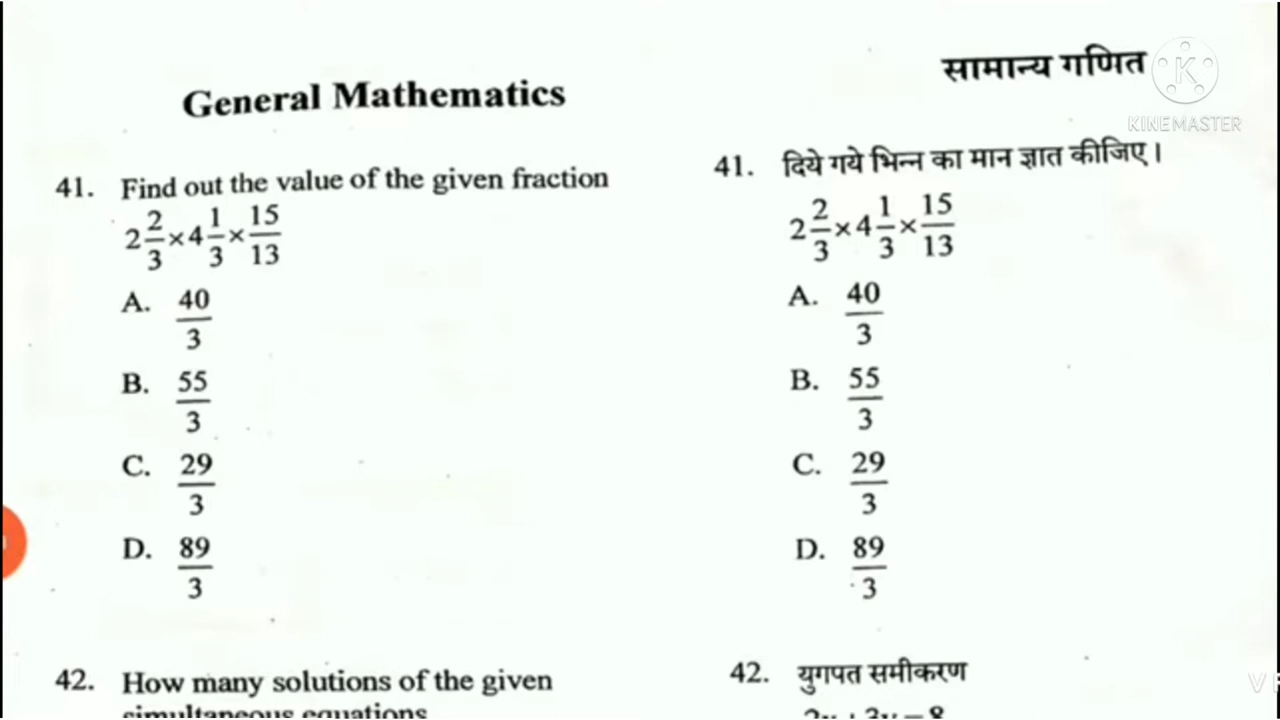 General Mathematics
41. Find out the value of the given fraction
2 2/3 × 4 1/3 × 15/13
A. 40/3
B. 55/3
C. 29/3
D. 89/3
42. How many solutions of the given
simultaneous equations
सामान्य गणित
KINEMASTER
41. दिये गये भिन्न का मान ज्ञात कीजिए।
2 2/3 × 4 1/3 × 15/13
A. 40/3
B. 55/3
C. 29/3
D. 89/3
42. युगपत समीकरण